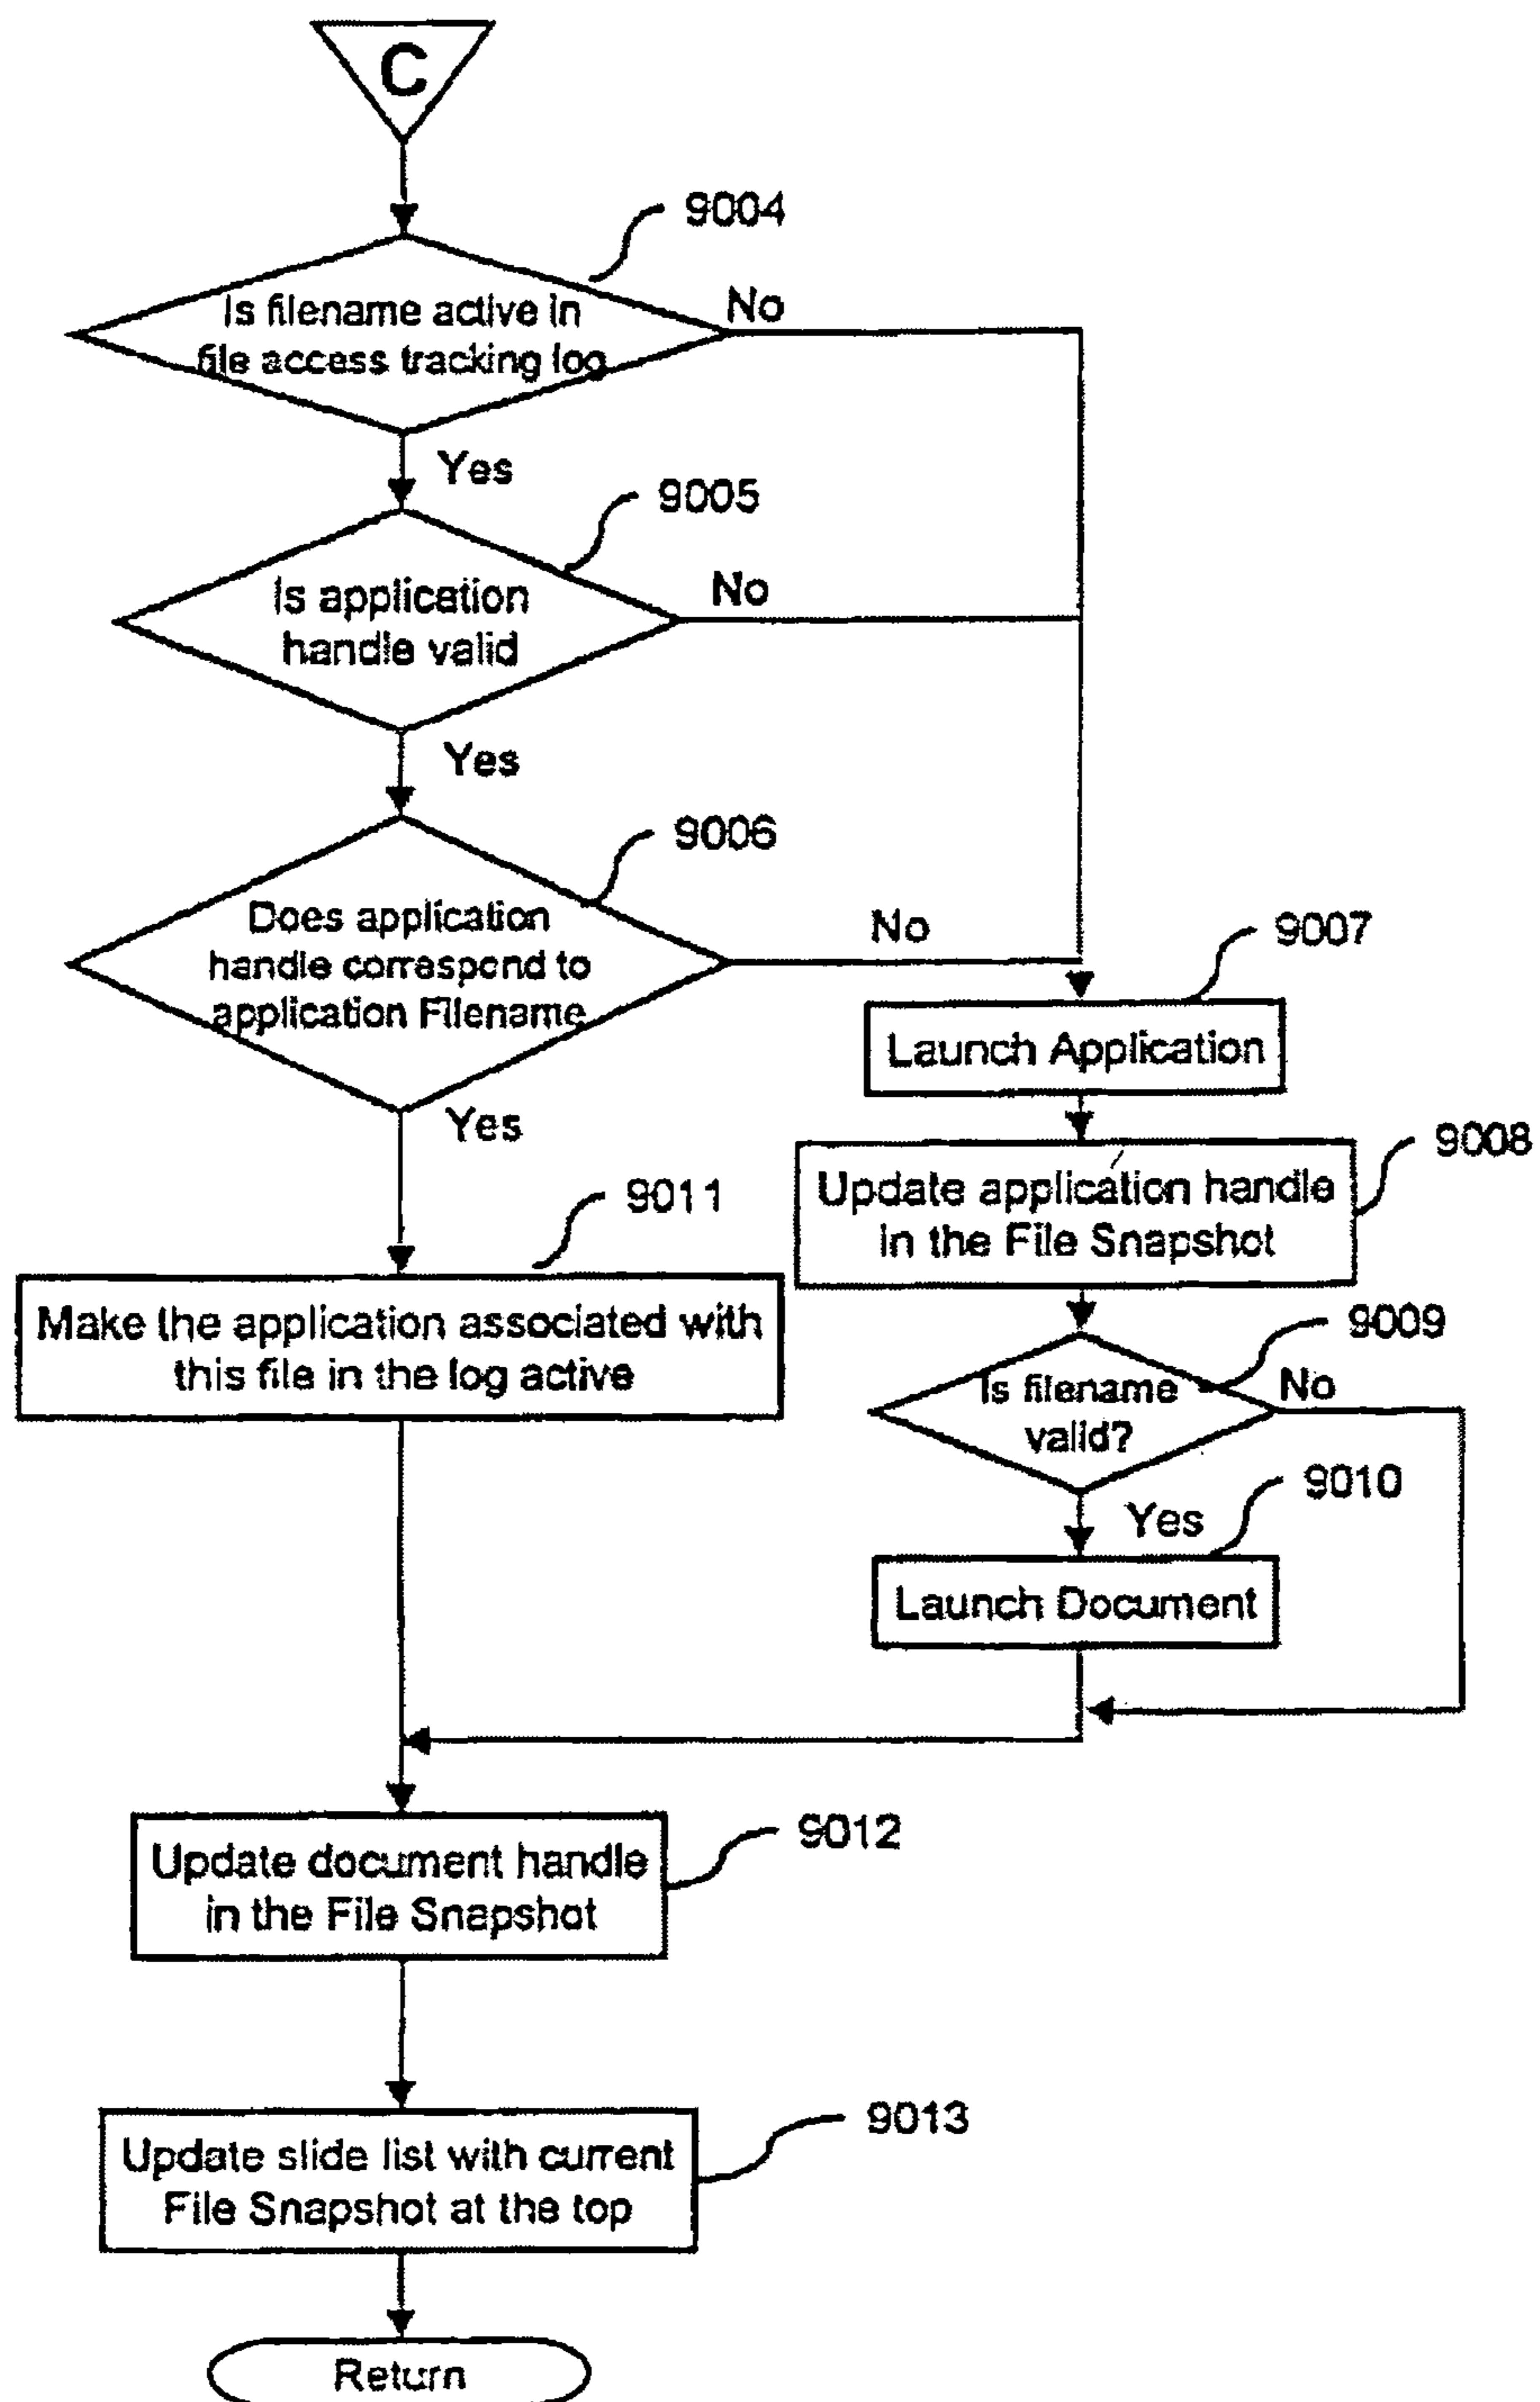 C
9004
Is filename active in
file access tracking log
No
Yes
9005
Is application
handle valid
No
Yes
9006
Does application
handle correspond to
application Filename
No
Yes
9007
Launch Application
9008
Update application handle
in the File Snapshot
9011
Make the application associated with
this file in the log active
9009
Is filename
valid?
No
Yes
9010
Launch Document
9012
Update document handle
in the File Snapshot
9013
Update slide list with current
File Snapshot at the top
Return